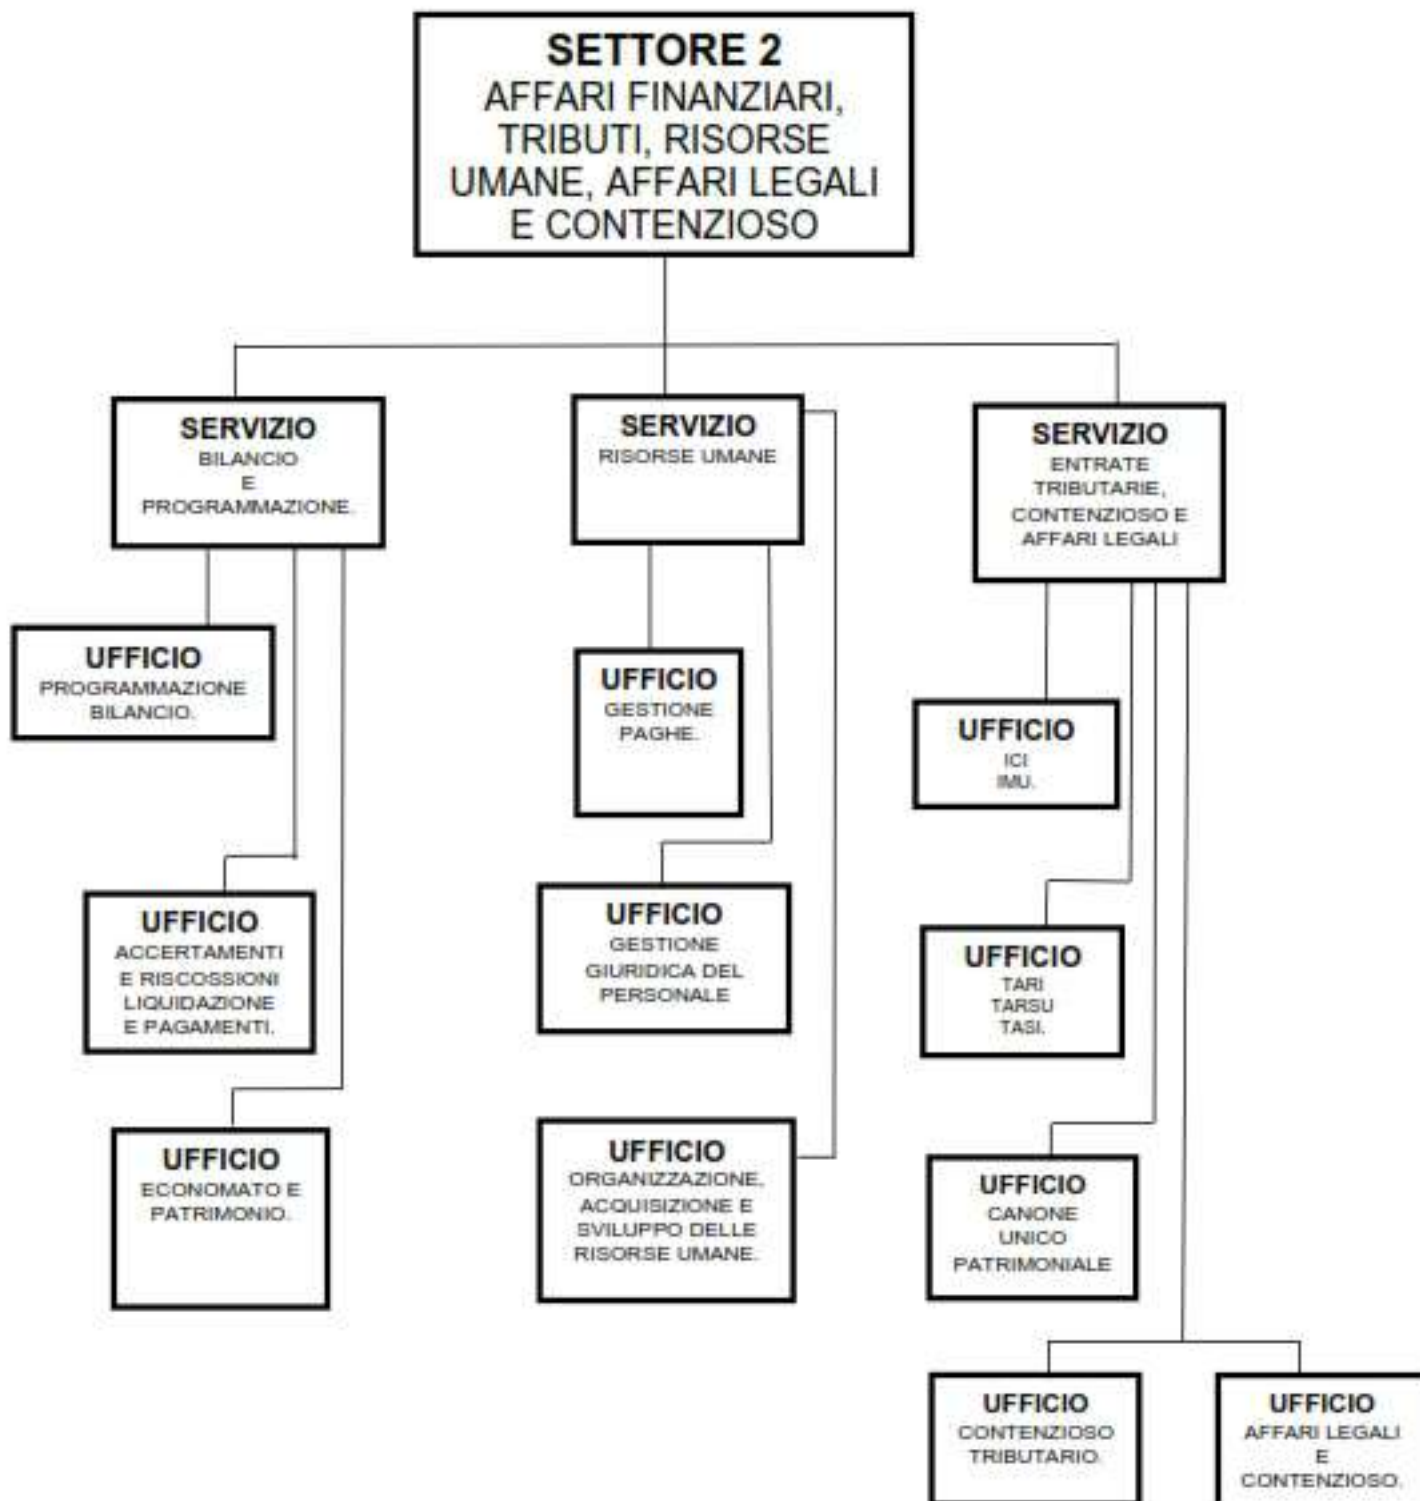 SETTORE 2
AFFARI FINANZIARI,
TRIBUTI, RISORSE
UMANE, AFFARI LEGALI
E CONTENZIOSO
SERVIZIO
BILANCIO
E
PROGRAMMAZIONE.
SERVIZIO
RISORSE UMANE
SERVIZIO
ENTRATE
TRIBUTARIE,
CONTENZIOSO E
AFFARI LEGALI
UFFICIO
PROGRAMMAZIONE
BILANCIO.
UFFICIO
GESTIONE
PAGHE.
UFFICIO
ICI
IMU.
UFFICIO
ACCERTAMENTI
E RISCOSSIONI
LIQUIDAZIONE
E PAGAMENTI.
UFFICIO
GESTIONE
GIURIDICA DEL
PERSONALE
UFFICIO
TARI
TARSU
TASI.
UFFICIO
ECONOMATO E
PATRIMONIO.
UFFICIO
ORGANIZZAZIONE,
ACQUISIZIONE E
SVILUPPO DELLE
RISORSE UMANE.
UFFICIO
CANONE
UNICO
PATRIMONIALE
UFFICIO
CONTENZIOSO
TRIBUTARIO.
UFFICIO
AFFARI LEGALI
E
CONTENZIOSO.